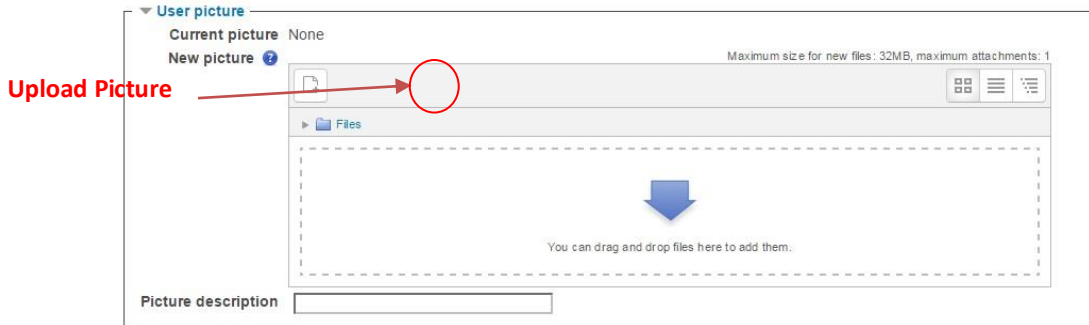 User picture
Current picture None
New picture ?
Maximum size for new files: 32MB, maximum attachments: 1
Upload Picture
Files
You can drag and drop files here to add them.
Picture description